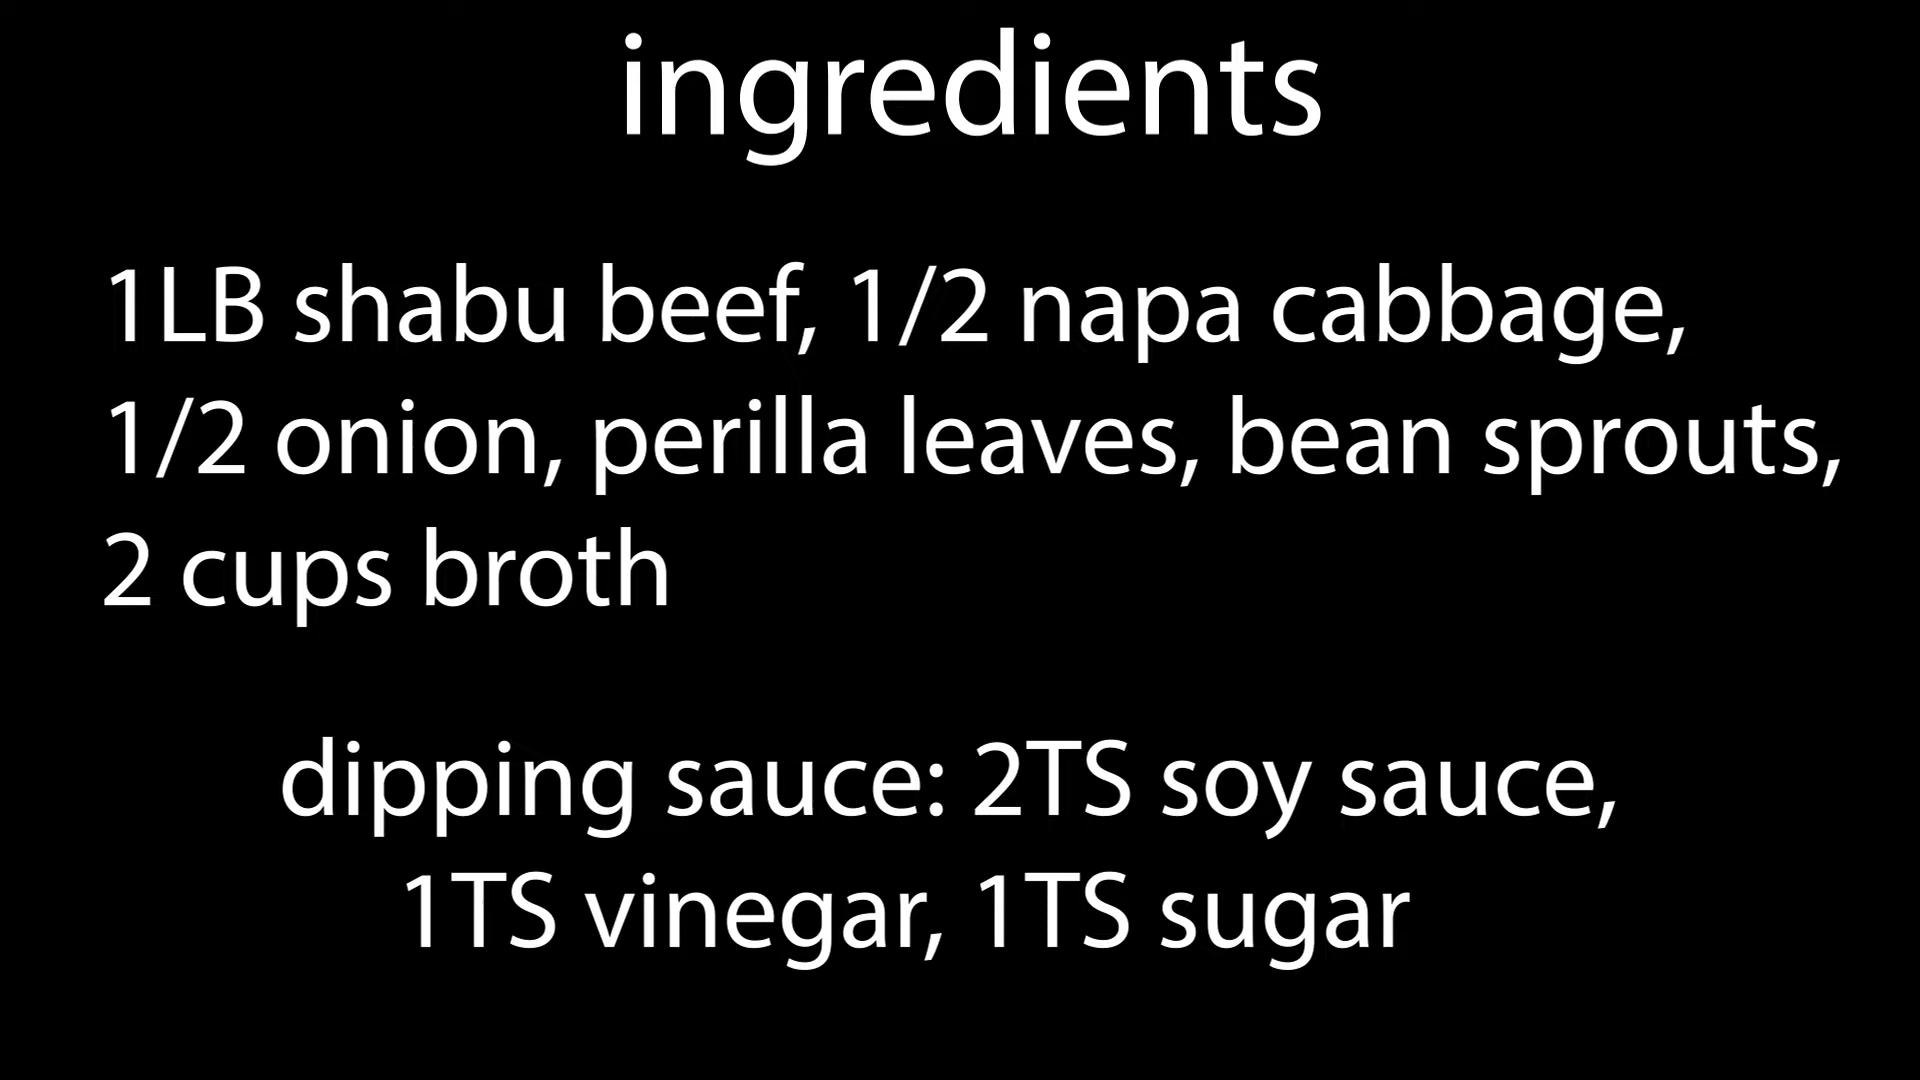 ingredients
1LB shabu beef, 1/2 napa cabbage,
1/2 onion, perilla leaves, bean sprouts,
2 cups broth
dipping sauce: 2TS soy sauce,
1TS vinegar, 1TS sugar